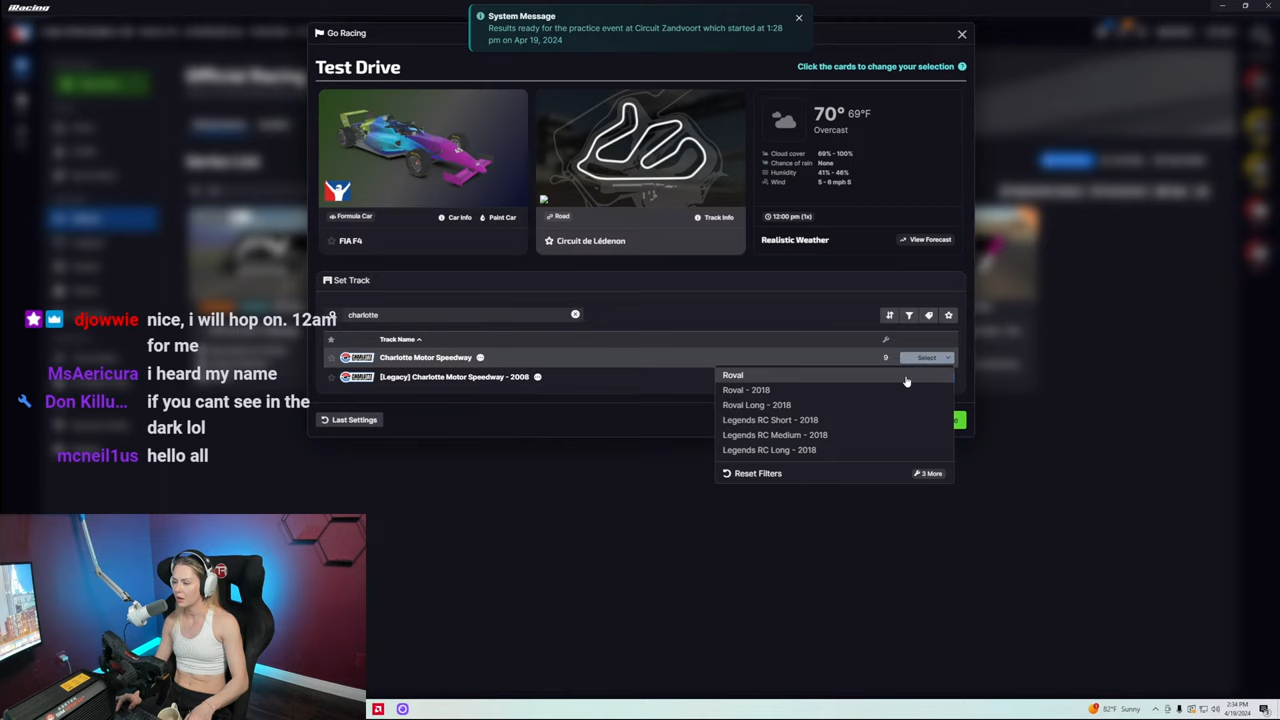 iRacing
System Message
Results ready for the practice event at Circuit Zandvoort which started at 1:28
pm on Apr 19, 2024
Go Racing
Test Drive
Click the cards to change your selection
70° 69°F
Overcast
Cloud cover 69% - 100%
Chance of rain None
Humidity 41% - 46%
Wind 5 - 6 mph S
Formula Car
Car Info
Paint Car
Road
Track Info
12:00 pm (1x)
FIA F4
Circuit de Lédenon
Realistic Weather
View Forecast
Set Track
charlotte
Track Name
Charlotte Motor Speedway
9
Select
[Legacy] Charlotte Motor Speedway - 2008
Roval
Roval - 2018
Roval Long - 2018
Legends RC Short - 2018
Legends RC Medium - 2018
Legends RC Long - 2018
Reset Filters
3 More
Last Settings
djowwie nice, i will hop on. 12am
for me
MsAericura i heard my name
Don Killu... if you cant see in the
dark lol
mcneil1us hello all
82°F Sunny
2:34 PM
4/19/2024